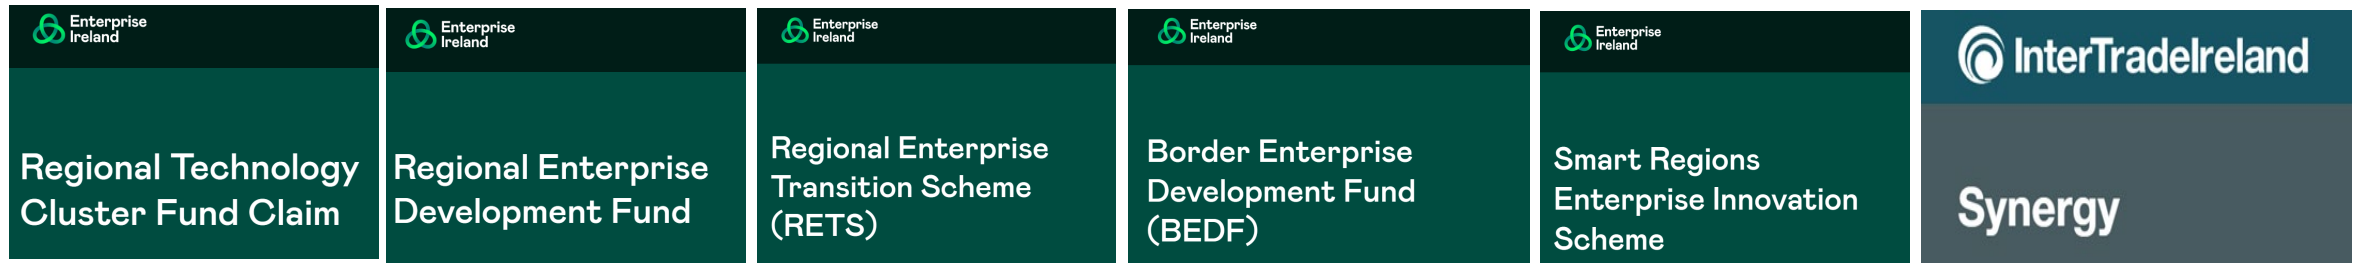 Enterprise
Ireland
Regional Technology
Cluster Fund Claim
Enterprise
Ireland
Regional Enterprise
Development Fund
Enterprise
Ireland
Regional Enterprise
Transition Scheme
(RETS)
Enterprise
Ireland
Border Enterprise
Development Fund
(BEDF)
Enterprise
Ireland
Smart Regions
Enterprise Innovation
Scheme
InterTradeIreland
Synergy